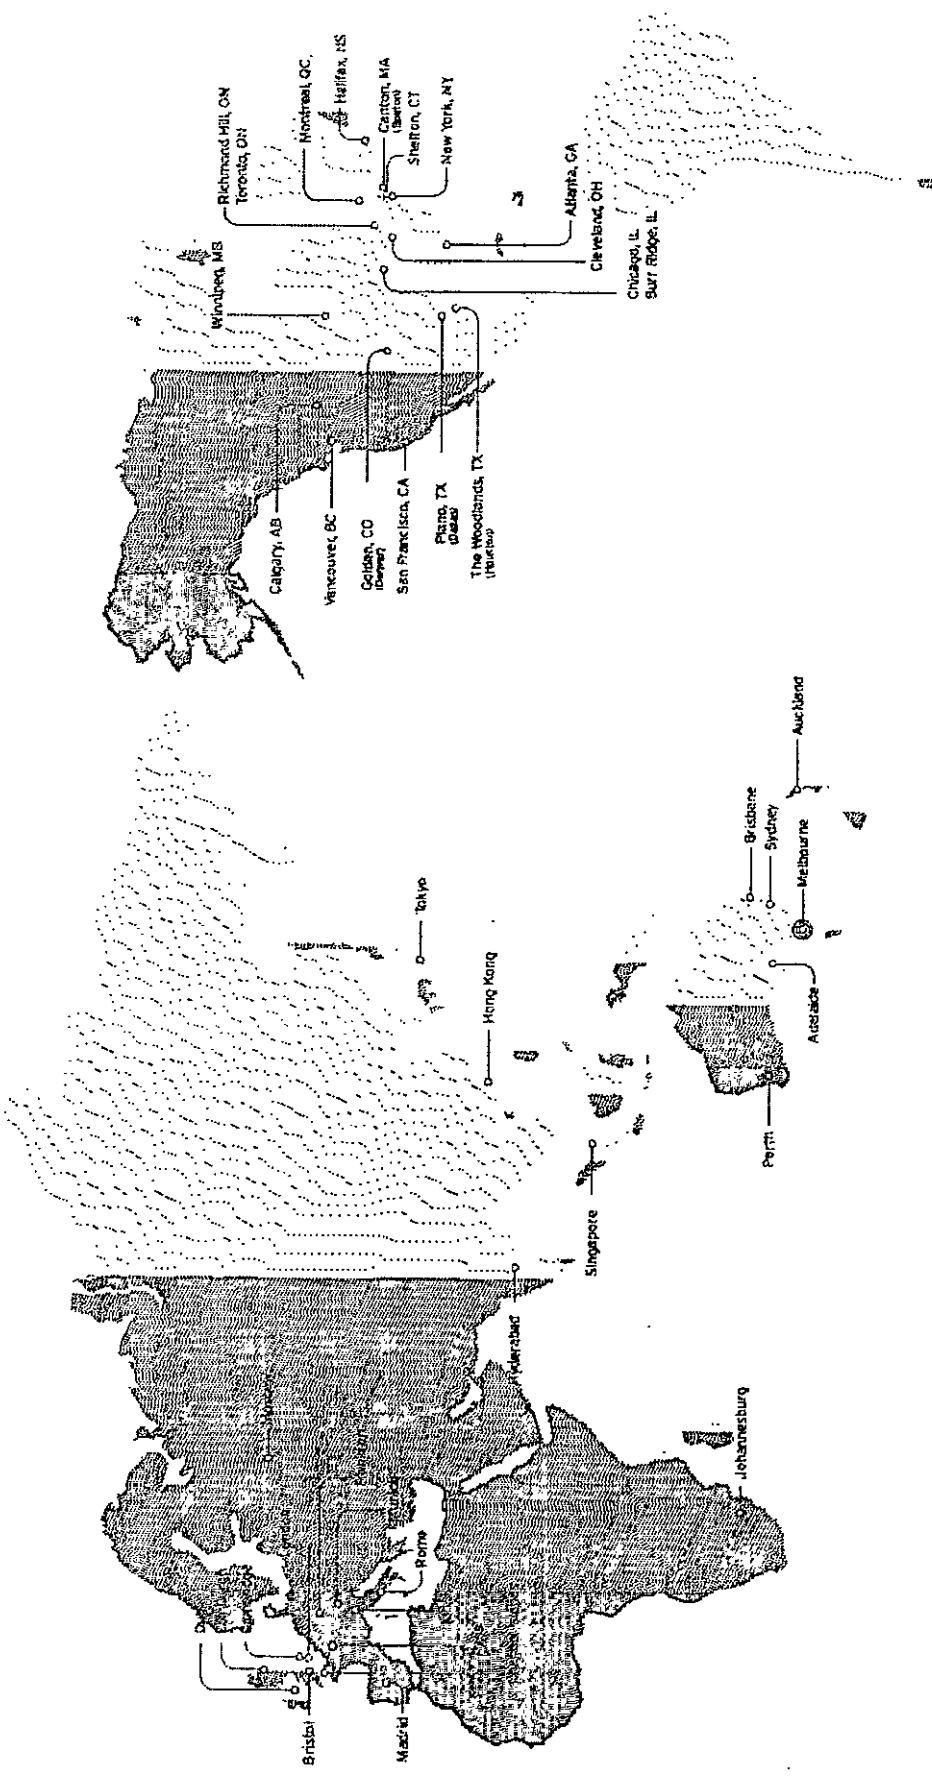 Winnipeg, MB
Richmond Hill, ON
Toronto, ON
Montreal, QC
Halifax, NS
Canton, MA
(Boston)
Shelton, CT
New York, NY
Atlanta, GA
Cleveland, OH
Chicago, IL
Burr Ridge, IL
Calgary, AB
Vancouver, BC
Golden, CO
(Denver)
San Francisco, CA
Plano, TX
(Dallas)
The Woodlands, TX
(Houston)
Tokyo
Hong Kong
Singapore
Hyderabad
Brisbane
Sydney
Melbourne
Auckland
Adelaide
Perth
Johannesburg
Rome
Madrid
Bristol